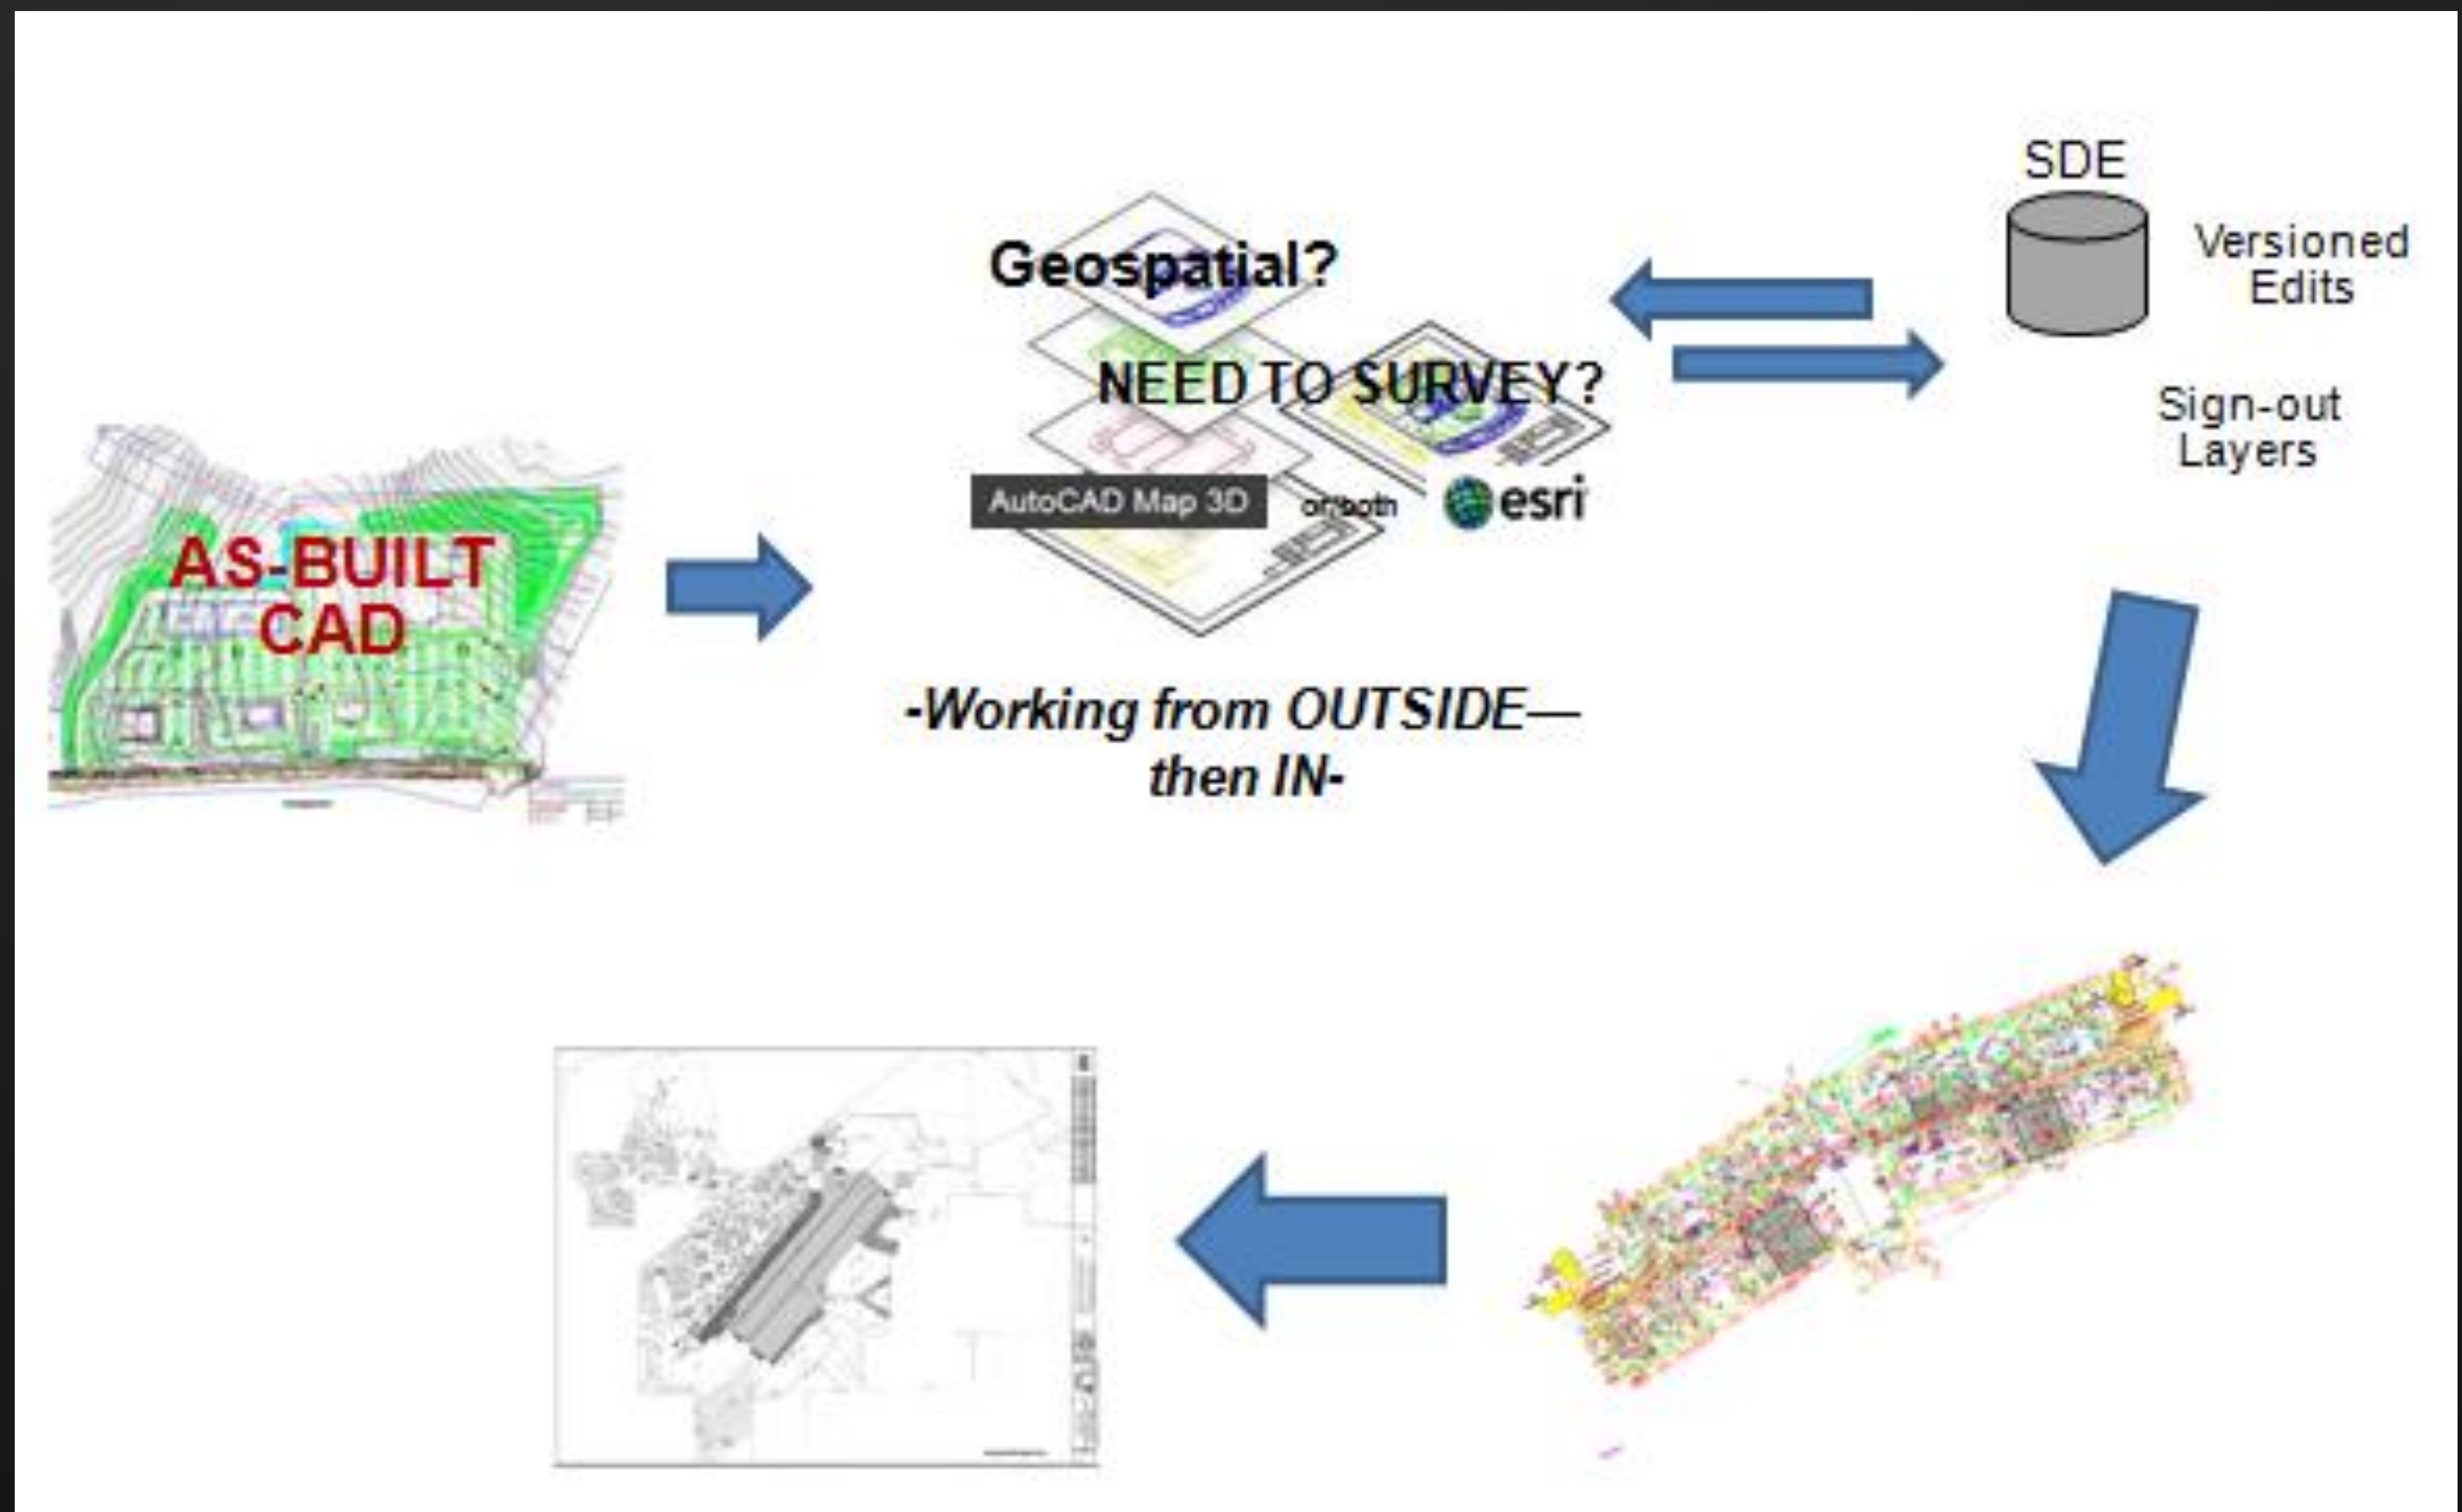 SDE
Versioned
Edits
Sign-out
Layers
Geospatial?
NEED TO SURVEY?
AutoCAD Map 3D
or both
esri
AS-BUILT
CAD
-Working from OUTSIDE—
then IN-